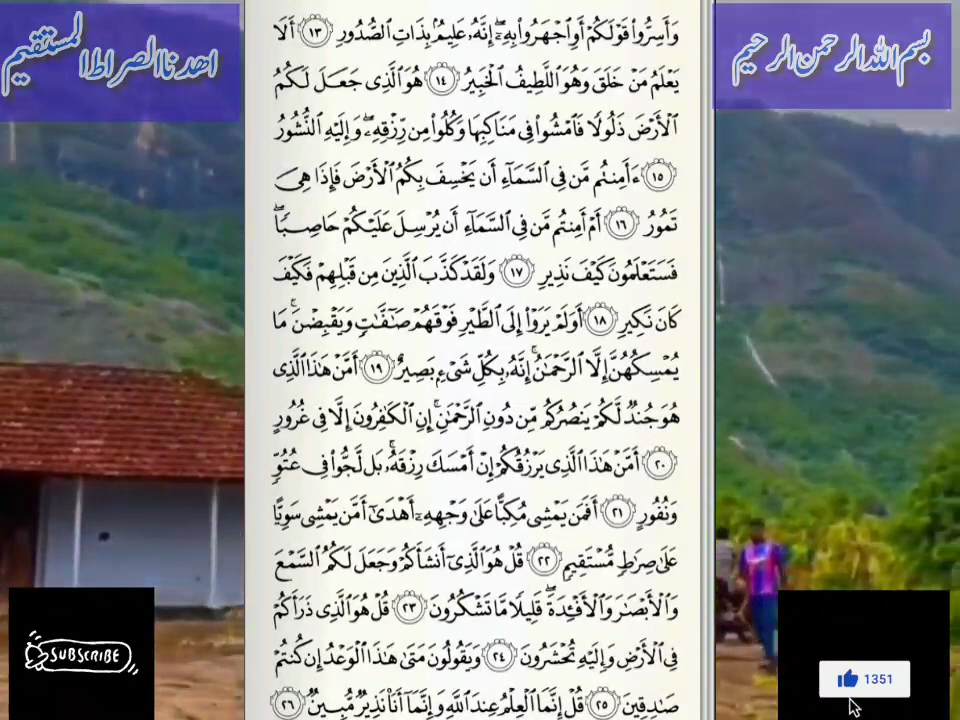 اهدنا الصراط المستقيم
بسم الله الرحمن الرحيم
وَأَسِرُّوا۟ قَوْلَكُمْ أَوِ ٱجْهَرُوا۟ بِهِۦٓ ۖ إِنَّهُۥ عَلِيمٌۢ بِذَاتِ ٱلصُّدُورِ ١٣ أَلَا
يَعْلَمُ مَنْ خَلَقَ وَهُوَ ٱللَّطِيفُ ٱلْخَبِيرُ ١٤ هُوَ ٱلَّذِى جَعَلَ لَكُمُ
ٱلْأَرْضَ ذَلُولًا فَٱمْشُوا۟ فِى مَنَاكِبِهَا وَكُلُوا۟ مِن رِّزْقِهِۦ ۖ وَإِلَيْهِ ٱلنُّشُورُ
١٥ ءَأَمِنتُم مَّن فِى ٱلسَّمَآءِ أَن يَخْسِفَ بِكُمُ ٱلْأَرْضَ فَإِذَا هِىَ
تَمُورُ ١٦ أَمْ أَمِنتُم مَّن فِى ٱلسَّمَآءِ أَن يُرْسِلَ عَلَيْكُمْ حَاصِبًا ۖ
فَسَتَعْلَمُونَ كَيْفَ نَذِيرِ ١٧ وَلَقَدْ كَذَّبَ ٱلَّذِينَ مِن قَبْلِهِمْ فَكَيْفَ
كَانَ نَكِيرِ ١٨ أَوَلَمْ يَرَوْا۟ إِلَى ٱلطَّيْرِ فَوْقَهُمْ صَٰٓفَّٰتٍ وَيَقْبِضْنَ ۚ مَا
يُمْسِكُهُنَّ إِلَّا ٱلرَّحْمَٰنُ ۚ إِنَّهُۥ بِكُلِّ شَىْءٍۭ بَصِيرٌ ١٩ أَمَّنْ هَٰذَا ٱلَّذِى
هُوَ جُندٌ لَّكُمْ يَنصُرُكُم مِّن دُونِ ٱلرَّحْمَٰنِ ۚ إِنِ ٱلْكَٰفِرُونَ إِلَّا فِى غُرُورٍ
٢٠ أَمَّنْ هَٰذَا ٱلَّذِى يَرْزُقُكُمْ إِنْ أَمْسَكَ رِزْقَهُۥ ۚ بَل لَّجُّوا۟ فِى عُتُوٍّ
وَنُفُورٍ ٢١ أَفَمَن يَمْشِى مُكِبًّا عَلَىٰ وَجْهِهِۦٓ أَهْدَىٰٓ أَمَّن يَمْشِى سَوِيًّا
عَلَىٰ صِرَٰطٍ مُّسْتَقِيمٍ ٢٢ قُلْ هُوَ ٱلَّذِىٓ أَنشَأَكُمْ وَجَعَلَ لَكُمُ ٱلسَّمْعَ
وَٱلْأَبْصَٰرَ وَٱلْأَفْـِٔدَةَ ۖ قَلِيلًا مَّا تَشْكُرُونَ ٢٣ قُلْ هُوَ ٱلَّذِى ذَرَأَكُمْ
فِى ٱلْأَرْضِ وَإِلَيْهِ تُحْشَرُونَ ٢٤ وَيَقُولُونَ مَتَىٰ هَٰذَا ٱلْوَعْدُ إِن كُنتُمْ
صَٰدِقِينَ ٢٥ قُلْ إِنَّمَا ٱلْعِلْمُ عِندَ ٱللَّهِ وَإِنَّمَآ أَنَا۠ نَذِيرٌ مُّبِينٌ ٢٦
SUBSCRIBE
1351